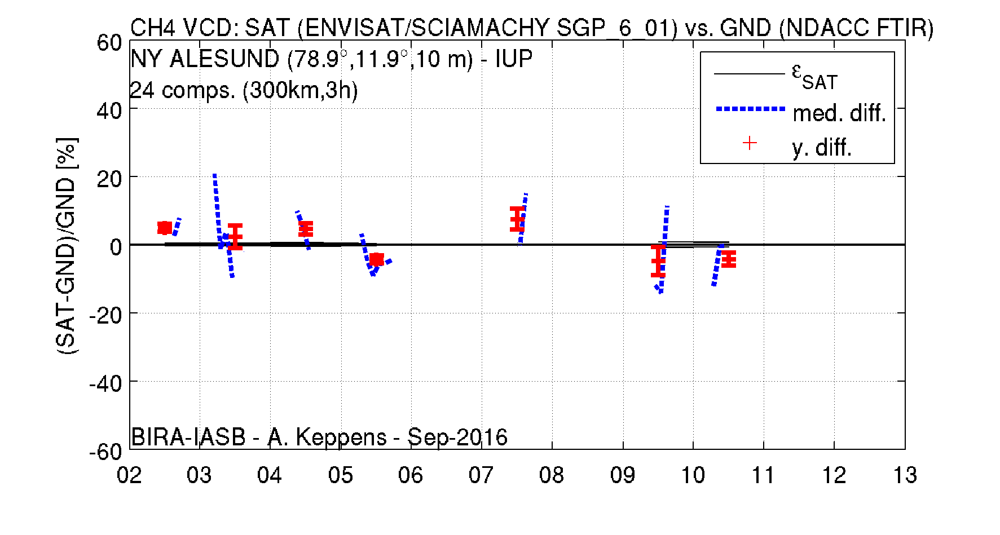 CH4 VCD: SAT (ENVISAT/SCIAMACHY SGP_6_01) vs. GND (NDACC FTIR)
NY ALESUND (78.9°,11.9°,10 m) - IUP
24 comps. (300km,3h)
ε_SAT
med. diff.
y. diff.
(SAT-GND)/GND [%]
60
40
20
0
-20
-40
-60
BIRA-IASB - A. Keppens - Sep-2016
02 03 04 05 06 07 08 09 10 11 12 13